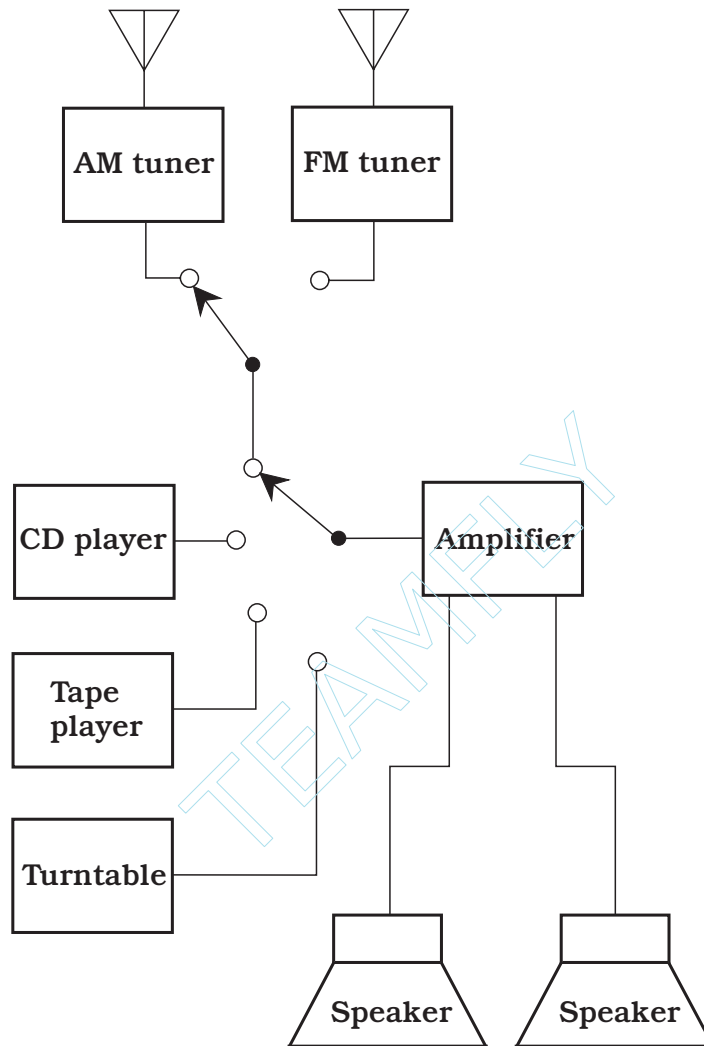 AM tuner
FM tuner
CD player
Amplifier
Tape
player
Turntable
Speaker
Speaker
TEAMFLY